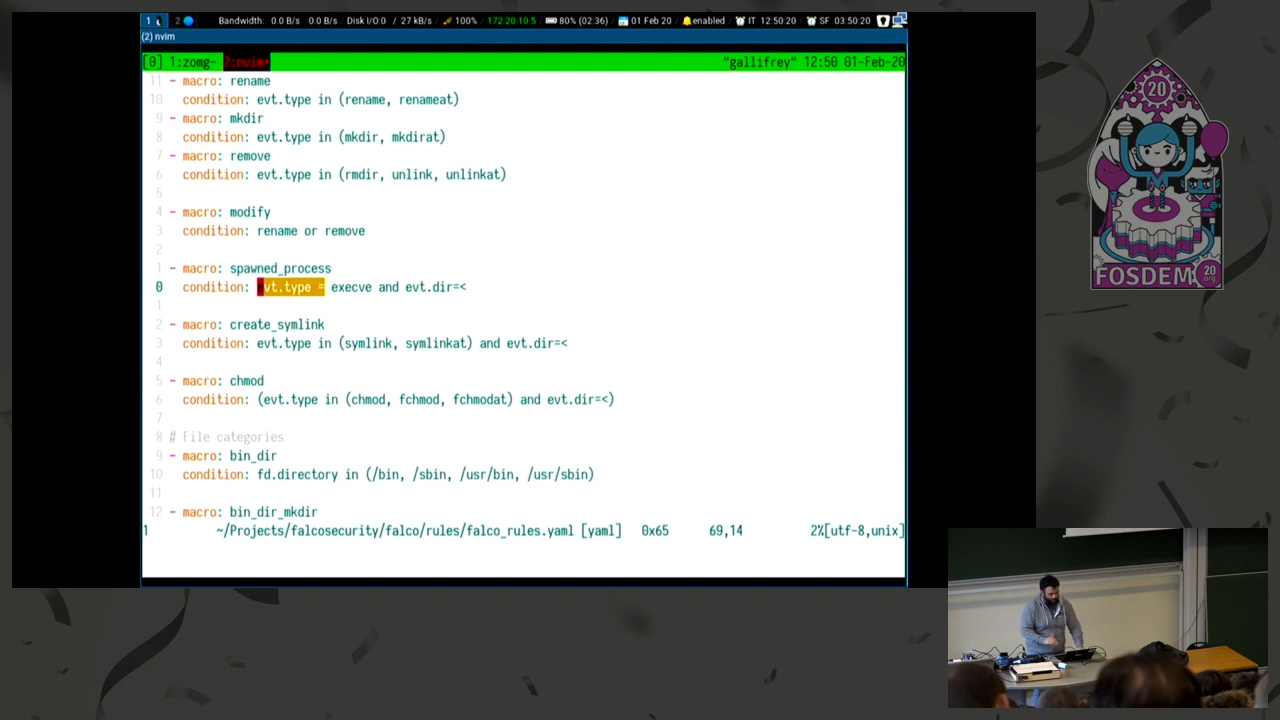 1 2 Bandwidth: 0.0 B/s 0.0 B/s Disk I/O:0 / 27 kB/s 100% 172 20 10.5 80% (02:36) 01 Feb 20 enabled IT 12:50:20 SF 03:50:20
(2) nvim
[0] 1:zomg- 2:nvim* "gallifrey" 12:50 01-Feb-20
11 - macro: rename
10 condition: evt.type in (rename, renameat)
9 - macro: mkdir
8 condition: evt.type in (mkdir, mkdirat)
7 - macro: remove
6 condition: evt.type in (rmdir, unlink, unlinkat)
5
4 - macro: modify
3 condition: rename or remove
2
1 - macro: spawned_process
0 condition: evt.type = execve and evt.dir=<
1
2 - macro: create_symlink
3 condition: evt.type in (symlink, symlinkat) and evt.dir=<
4
5 - macro: chmod
6 condition: (evt.type in (chmod, fchmod, fchmodat) and evt.dir=<)
7
8 # File categories
9 - macro: bin_dir
10 condition: fd.directory in (/bin, /sbin, /usr/bin, /usr/sbin)
11
12 - macro: bin_dir_mkdir
1 ~/Projects/falcosecurity/falco/rules/falco_rules.yaml [yaml] 0x65 69,14 2%[utf-8,unix]
20
FOSDEM 20
.org